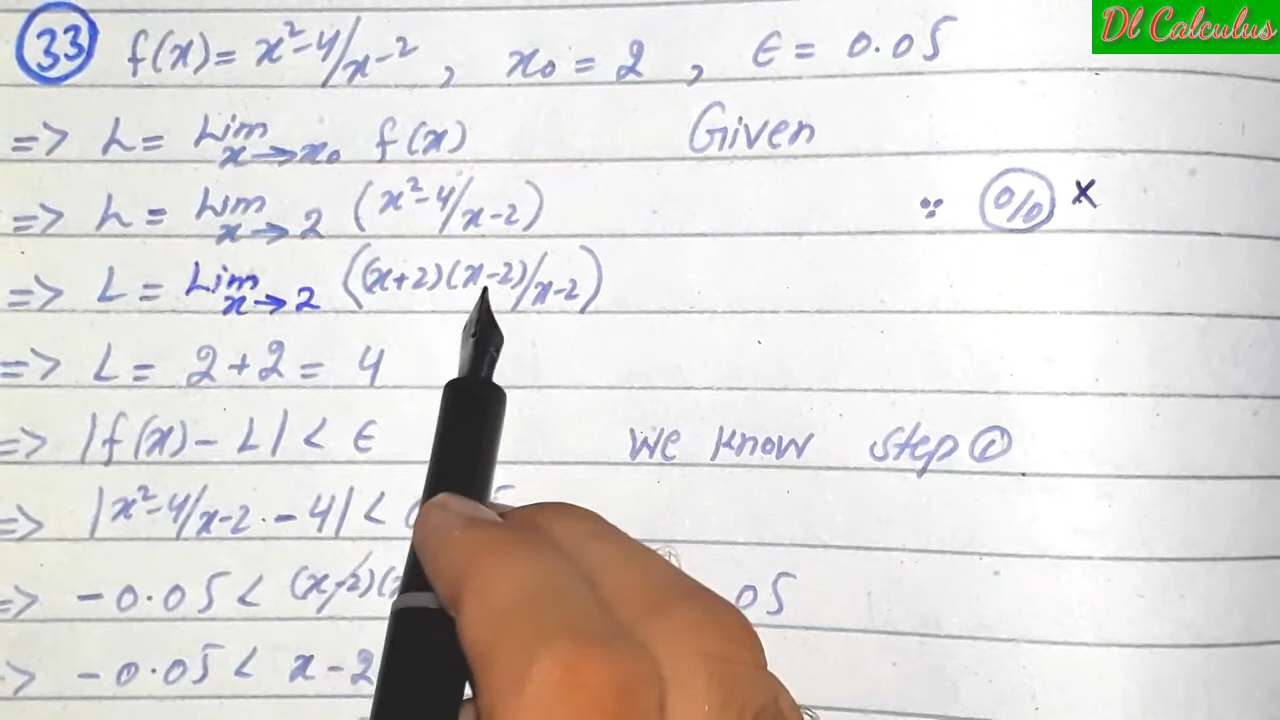 Dl Calculus
33 f(x) = x²-4/x-2 , x₀ = 2 , ϵ = 0.05
=> L = Lim x→x₀ f(x) Given
=> L = Lim x→2 (x²-4/x-2) ∵ 0/0 ×
=> L = Lim x→2 ((x+2)(x-2)/x-2)
=> L = 2+2 = 4
=> |f(x) - L| < ϵ We know step ①
=> |x²-4/x-2 - 4| <
=> -0.05 < (x-2)( 05
=> -0.05 < x-2